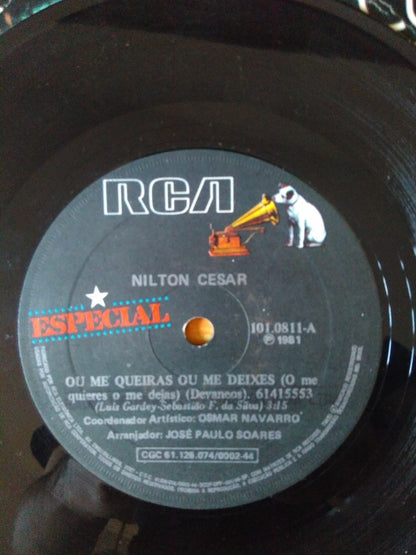 RCA
NILTON CESAR
ESPECIAL
101.0811-A
℗ 1981
OU ME QUEIRAS OU ME DEIXES (O me
quieres o me dejas) (Devaneos). 61415553
(Luis Gardey-Sebastião F. da Silva) 3:15
Coordenador Artístico: OSMAR NAVARRO
Arranjador: JOSÉ PAULO SOARES
CGC 61.126.074/0002-44